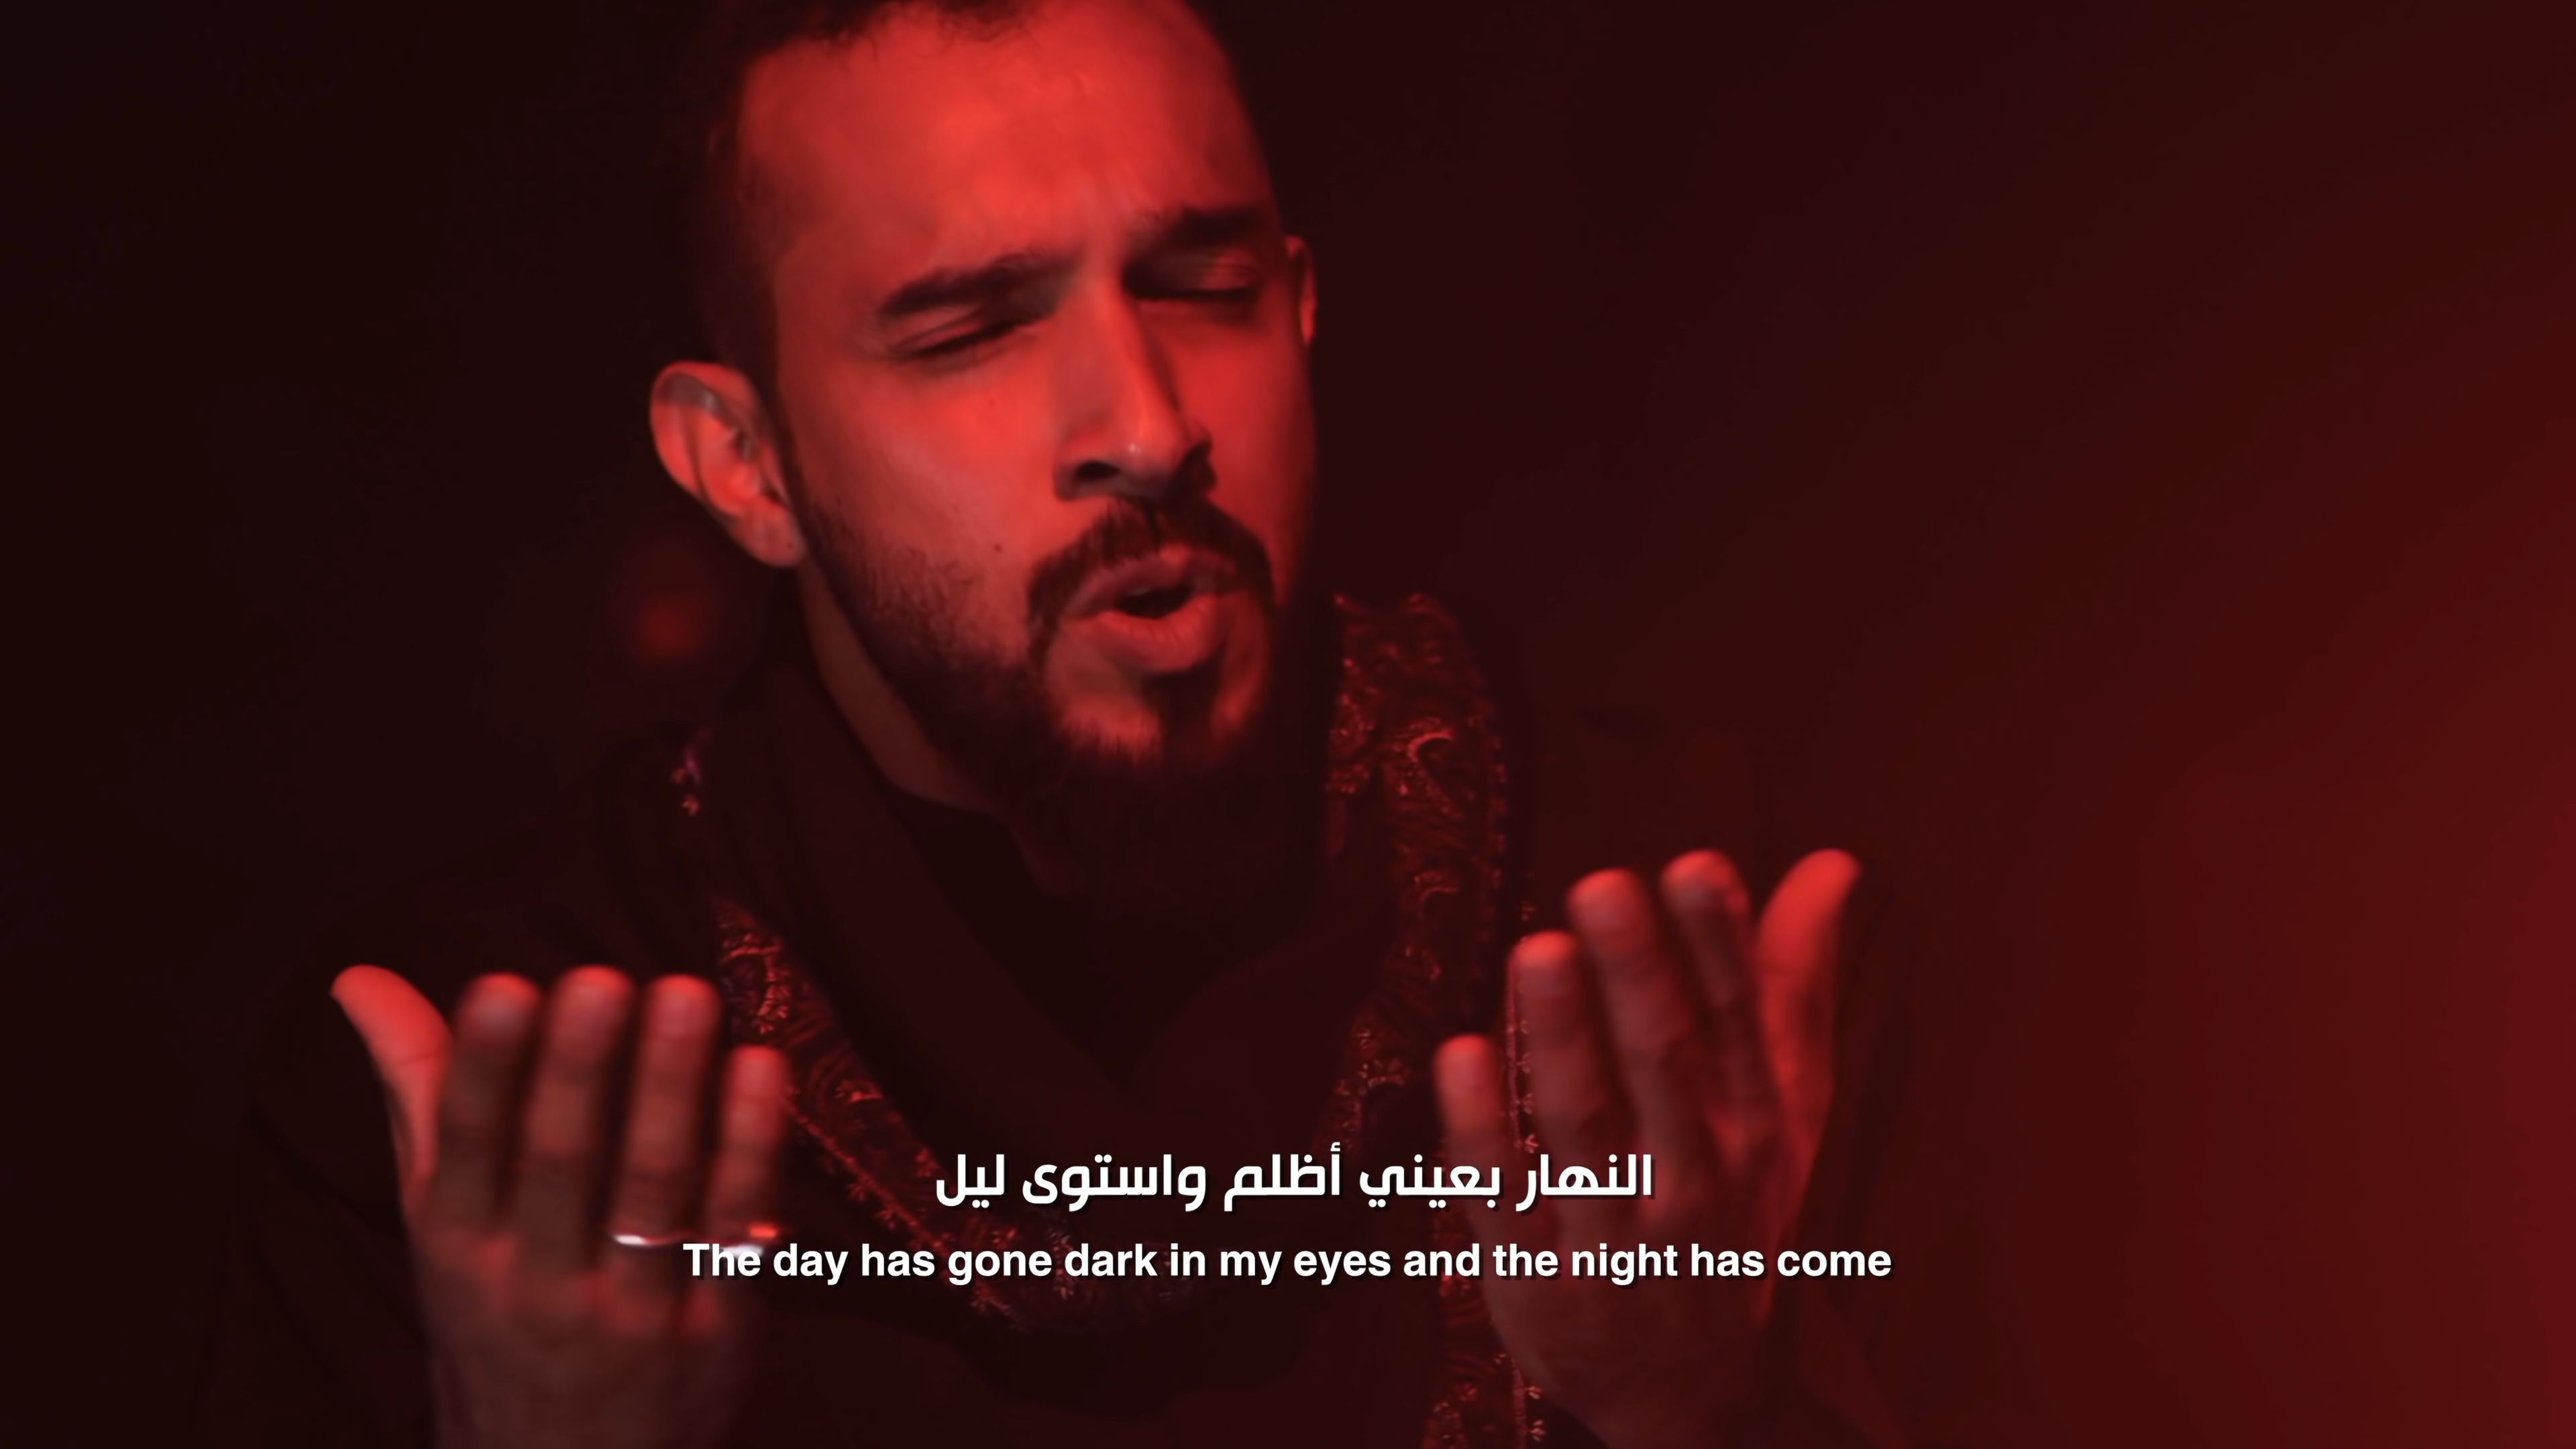 النهار بعيني أظلم واستوى ليل
The day has gone dark in my eyes and the night has come